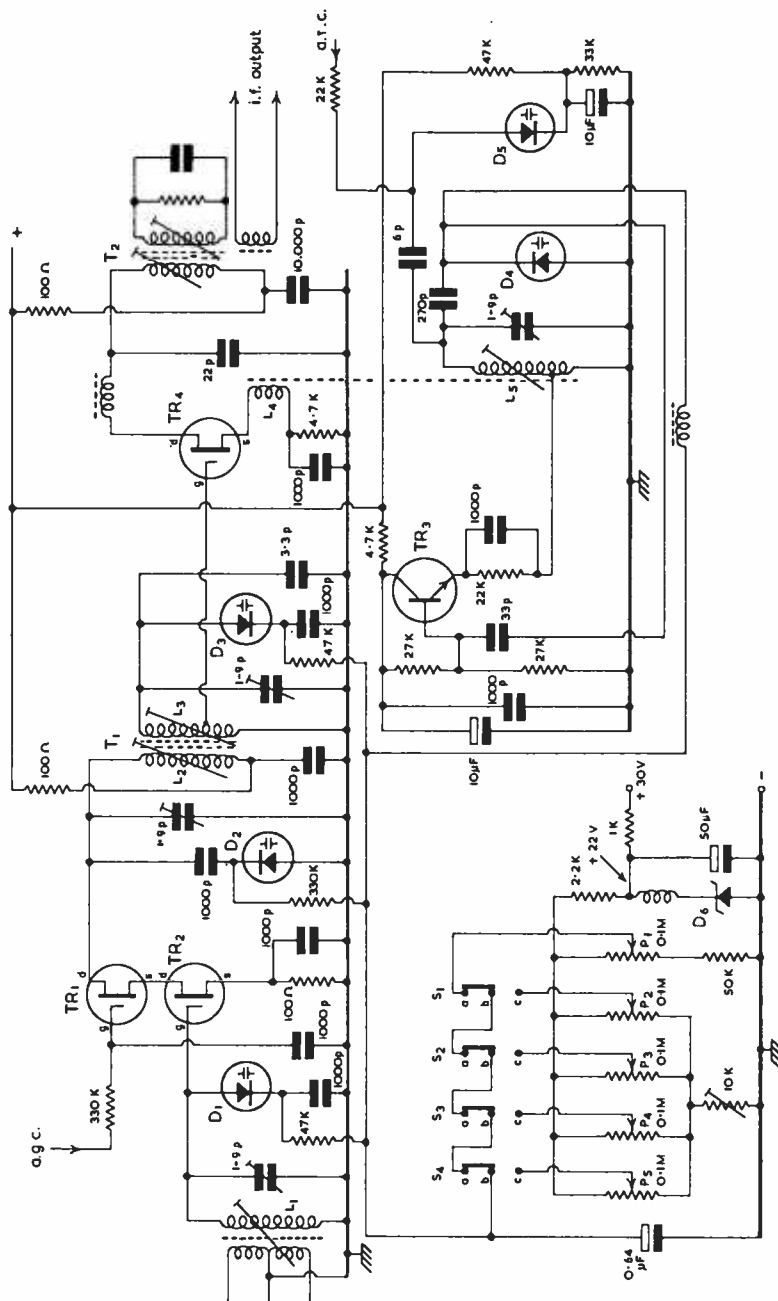 a.g.c.
330K
TR1
d
g
s
TR2
d
g
s
1-9p
L1
D1
47K
1000p
1000p
100Ω
1000p
1000p
D2
330K
1-9p
100Ω
T1
L2
L3
1000p
1-9p
D3
47K
1000p
3·3p
TR4
d
g
s
L4
1000p
4·7K
22p
100Ω
+
T2
10,000p
i.f. output
a.f.c.
22K
47K
33K
10µF
D5
6p
270p
D4
1-9p
L5
4·7K
TR3
1000p
22K
33p
27K
27K
1000p
10µF
S1
a
b
c
S2
a
b
c
S3
a
b
c
S4
a
b
c
P1
0·1M
P2
0·1M
P3
0·1M
P4
0·1M
P5
0·1M
50K
10K
0·64
µF
2·2K
+ 22V
1K
+ 30V
D6
50µF
-